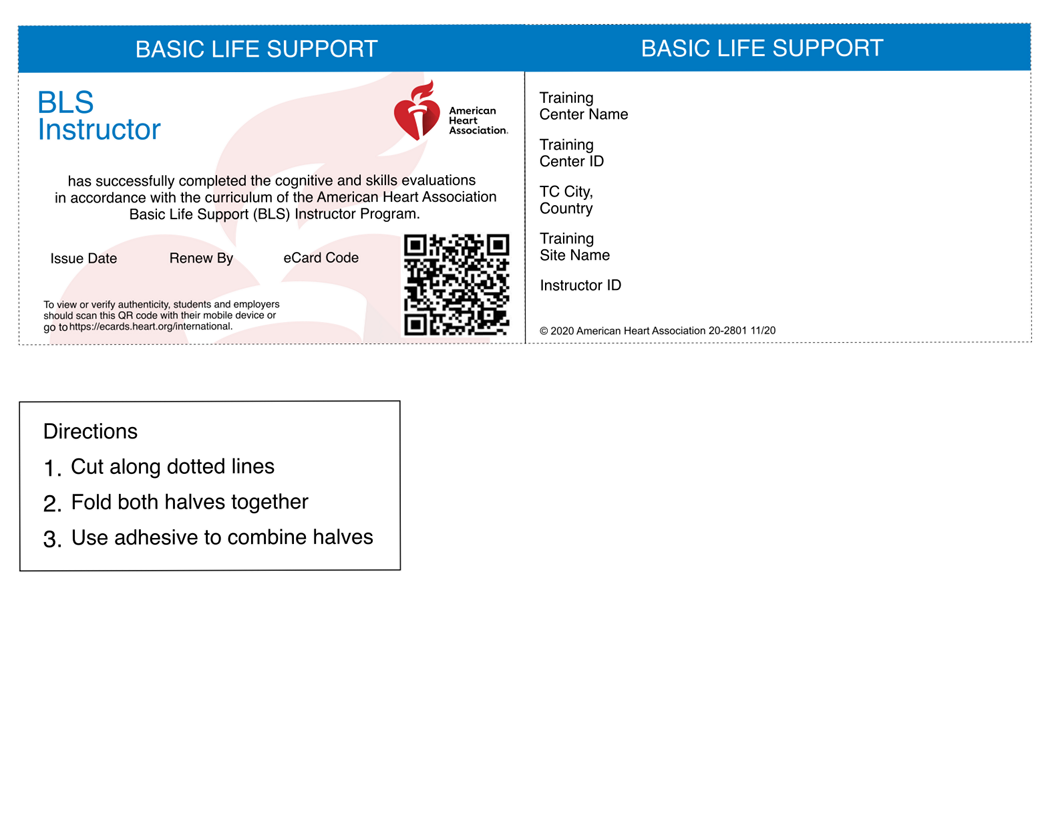 BASIC LIFE SUPPORT
BLS
Instructor
American
Heart
Association.
has successfully completed the cognitive and skills evaluations
in accordance with the curriculum of the American Heart Association
Basic Life Support (BLS) Instructor Program.
Issue Date Renew By eCard Code
To view or verify authenticity, students and employers
should scan this QR code with their mobile device or
go to https://ecards.heart.org/international.
BASIC LIFE SUPPORT
Training
Center Name
Training
Center ID
TC City,
Country
Training
Site Name
Instructor ID
© 2020 American Heart Association 20-2801 11/20
Directions
1. Cut along dotted lines
2. Fold both halves together
3. Use adhesive to combine halves